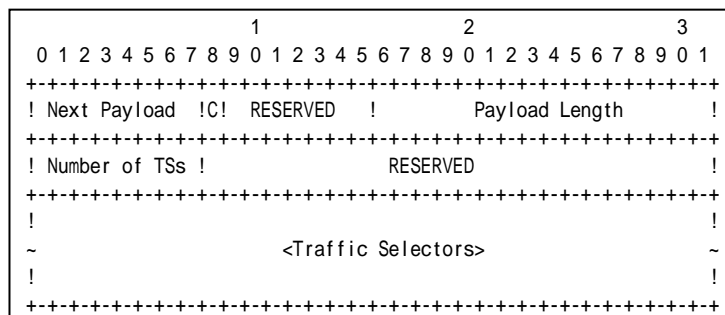 1                   2                   3
 0 1 2 3 4 5 6 7 8 9 0 1 2 3 4 5 6 7 8 9 0 1 2 3 4 5 6 7 8 9 0 1
+-+-+-+-+-+-+-+-+-+-+-+-+-+-+-+-+-+-+-+-+-+-+-+-+-+-+-+-+-+-+-+-+
! Next Payload  !C!  RESERVED   !         Payload Length        !
+-+-+-+-+-+-+-+-+-+-+-+-+-+-+-+-+-+-+-+-+-+-+-+-+-+-+-+-+-+-+-+-+
! Number of TSs !                 RESERVED                      !
+-+-+-+-+-+-+-+-+-+-+-+-+-+-+-+-+-+-+-+-+-+-+-+-+-+-+-+-+-+-+-+-+
!                                                               !
~                       <Traffic Selectors>                     ~
!                                                               !
+-+-+-+-+-+-+-+-+-+-+-+-+-+-+-+-+-+-+-+-+-+-+-+-+-+-+-+-+-+-+-+-+